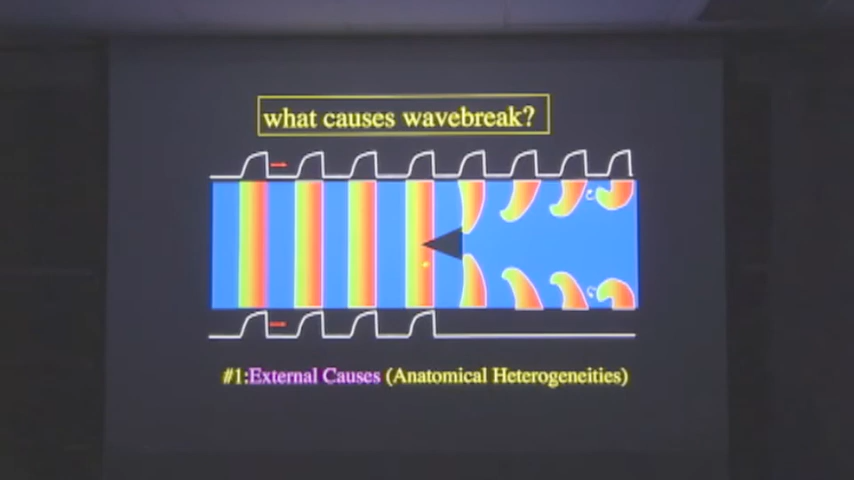 what causes wavebreak?
#1:External Causes (Anatomical Heterogeneities)